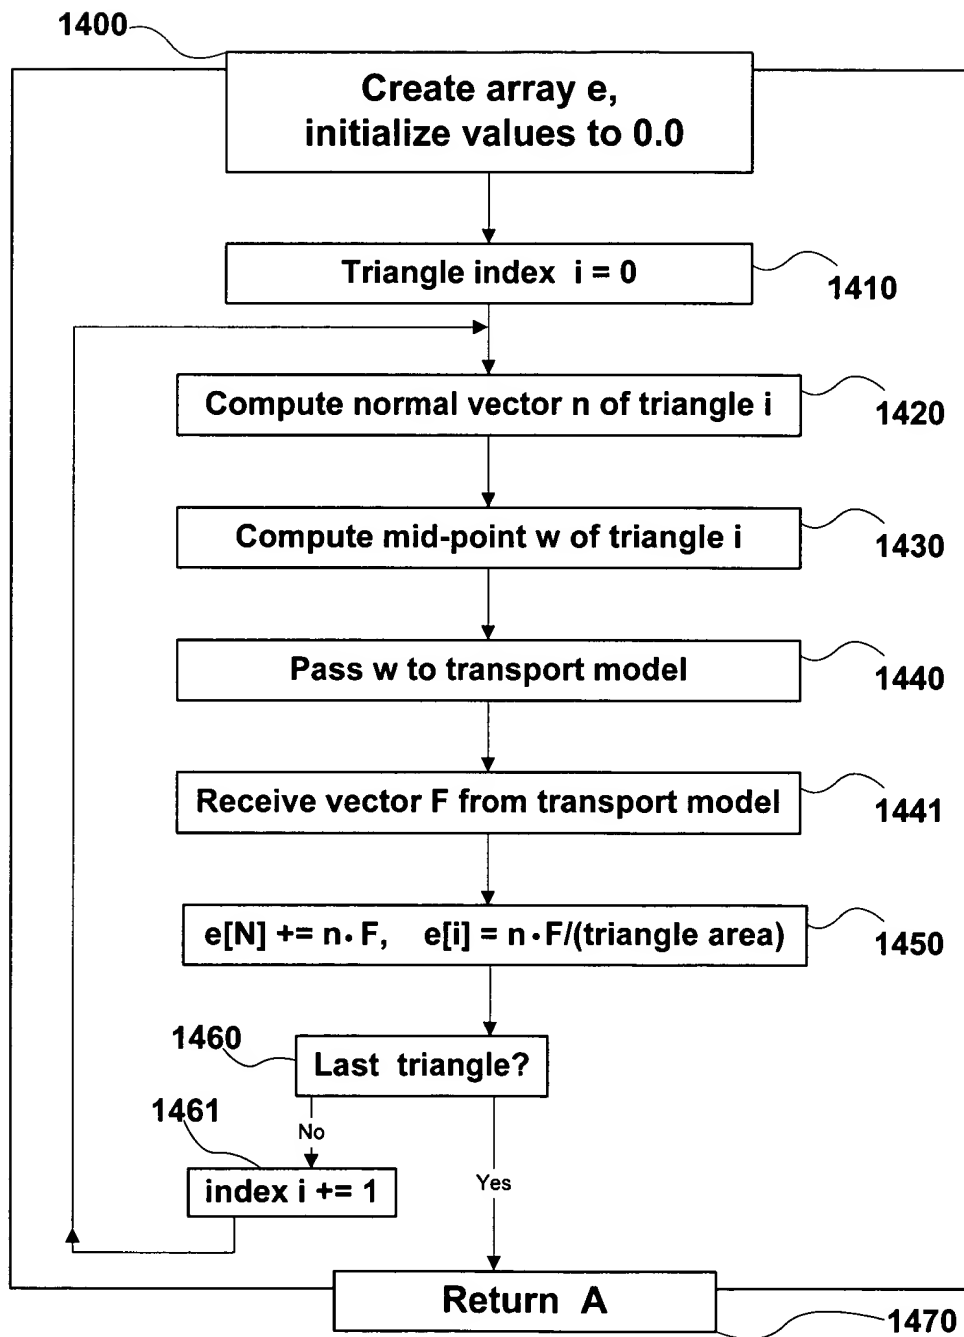 1400
Create array e,
initialize values to 0.0
Triangle index i = 0
1410
Compute normal vector n of triangle i
1420
Compute mid-point w of triangle i
1430
Pass w to transport model
1440
Receive vector F from transport model
1441
e[N] += n • F, e[i] = n • F/(triangle area)
1450
1460
Last triangle?
1461
No
index i += 1
Yes
Return A
1470